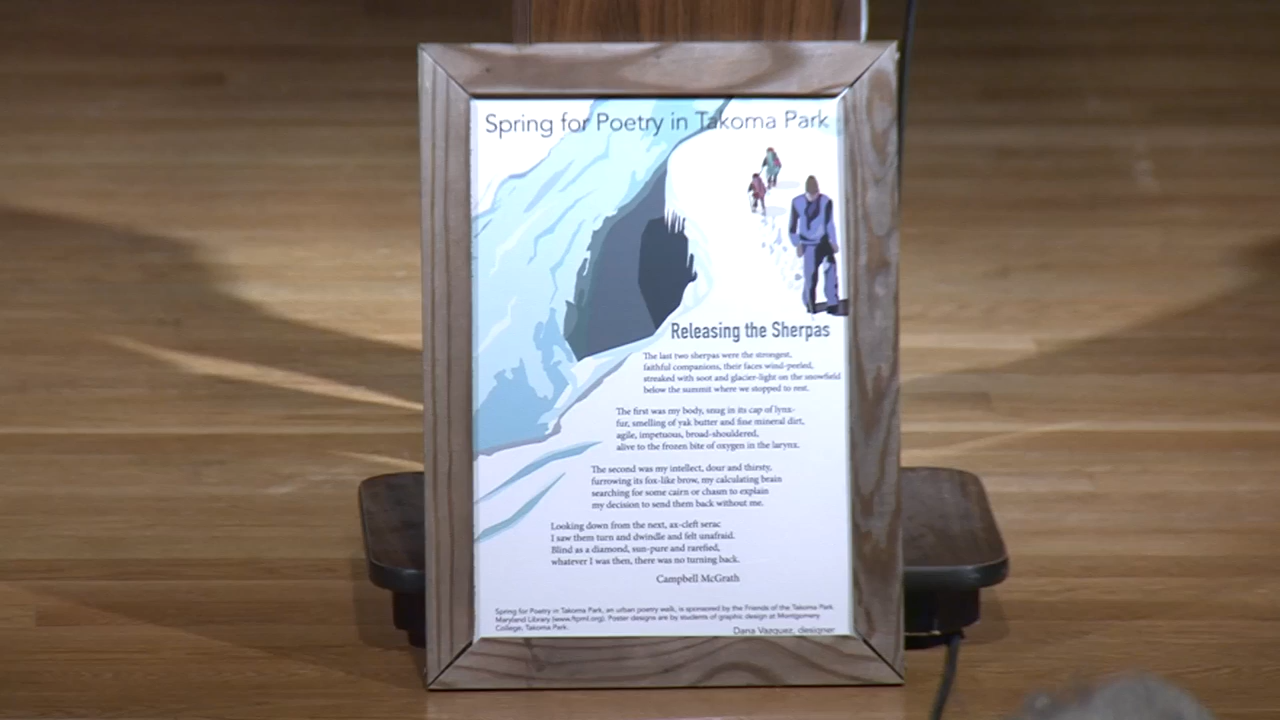 Spring for Poetry in Takoma Park
Releasing the Sherpas
The last two sherpas were the strongest,
faithful companions, their faces wind-peeled,
streaked with soot and glacier-light on the snowfield
below the summit where we stopped to rest.
The first was my body, snug in its cap of lynx-
fur, smelling of yak butter and fine mineral dirt,
agile, impetuous, broad-shouldered,
alive to the frozen bite of oxygen in the larynx.
The second was my intellect, dour and thirsty,
furrowing its fox-like brow, my calculating brain
searching for some cairn or chasm to explain
my decision to send them back without me.
Looking down from the next, ax-cleft serac
I saw them turn and dwindle and felt unafraid.
Blind as a diamond, sun-pure and rarefied,
whatever I was then, there was no turning back.
Campbell McGrath
Spring for Poetry in Takoma Park, an urban poetry walk, is sponsored by the Friends of the Takoma Park
Maryland Library (www.ftpml.org). Poster designs are by students of graphic design at Montgomery
College, Takoma Park.
Dana Vazquez, designer